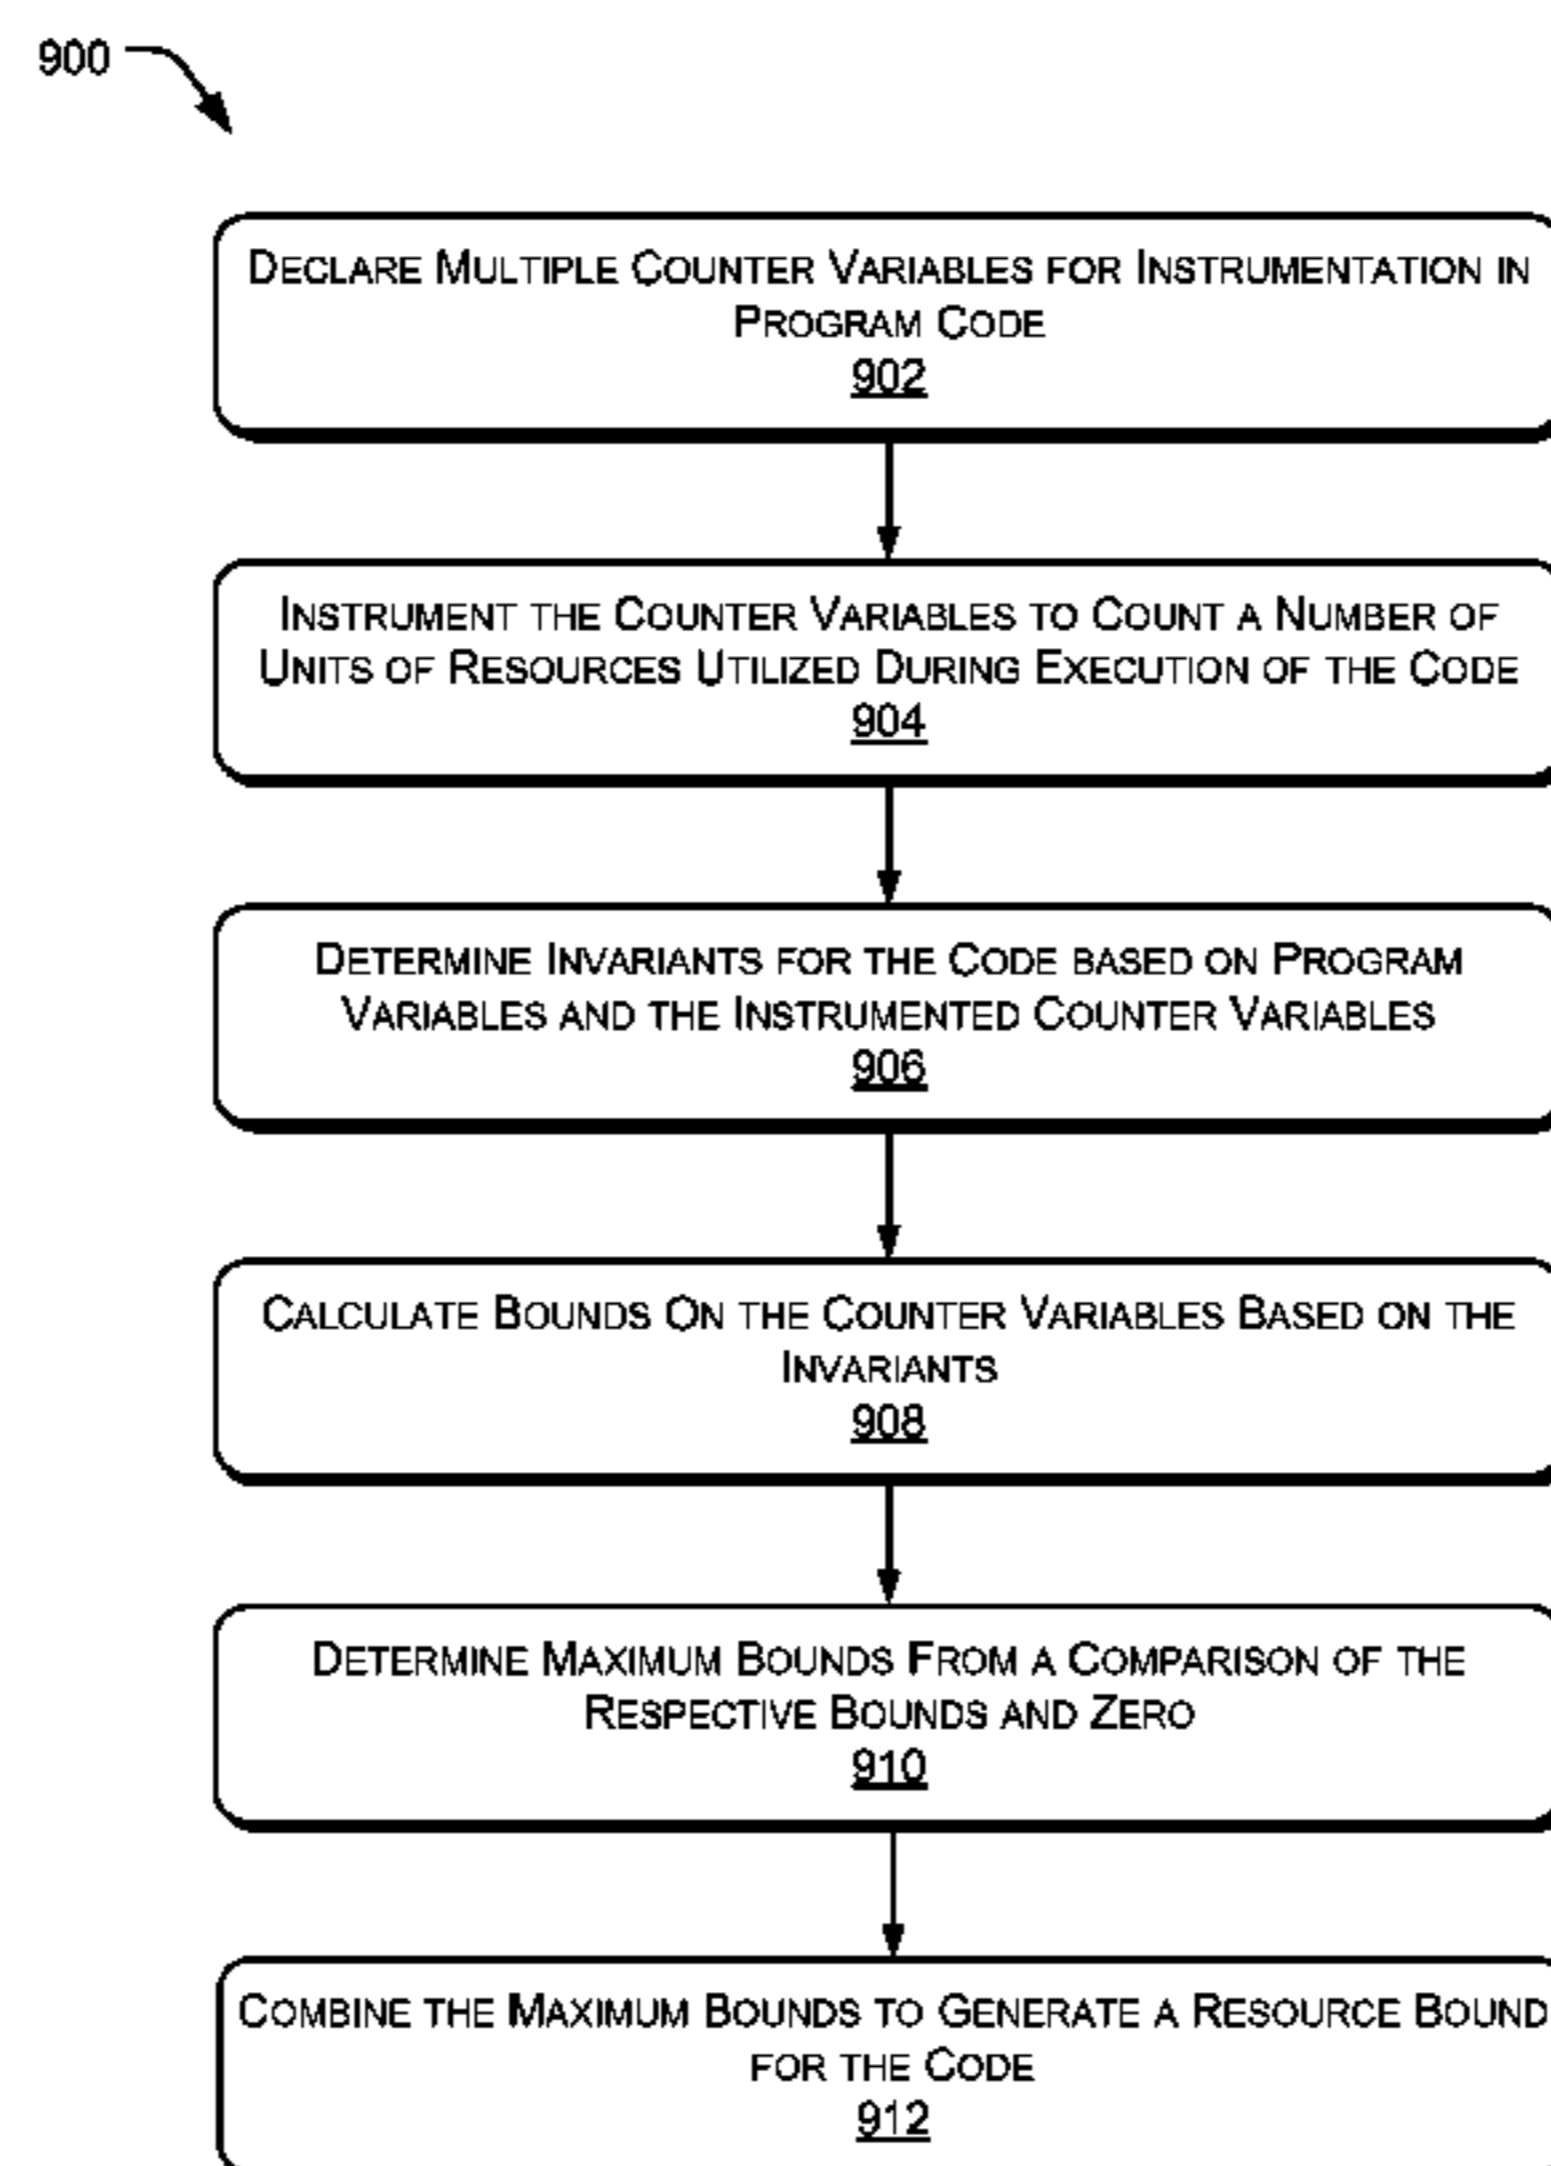 900
DECLARE MULTIPLE COUNTER VARIABLES FOR INSTRUMENTATION IN
PROGRAM CODE
902
INSTRUMENT THE COUNTER VARIABLES TO COUNT A NUMBER OF
UNITS OF RESOURCES UTILIZED DURING EXECUTION OF THE CODE
904
DETERMINE INVARIANTS FOR THE CODE BASED ON PROGRAM
VARIABLES AND THE INSTRUMENTED COUNTER VARIABLES
906
CALCULATE BOUNDS ON THE COUNTER VARIABLES BASED ON THE
INVARIANTS
908
DETERMINE MAXIMUM BOUNDS FROM A COMPARISON OF THE
RESPECTIVE BOUNDS AND ZERO
910
COMBINE THE MAXIMUM BOUNDS TO GENERATE A RESOURCE BOUND
FOR THE CODE
912